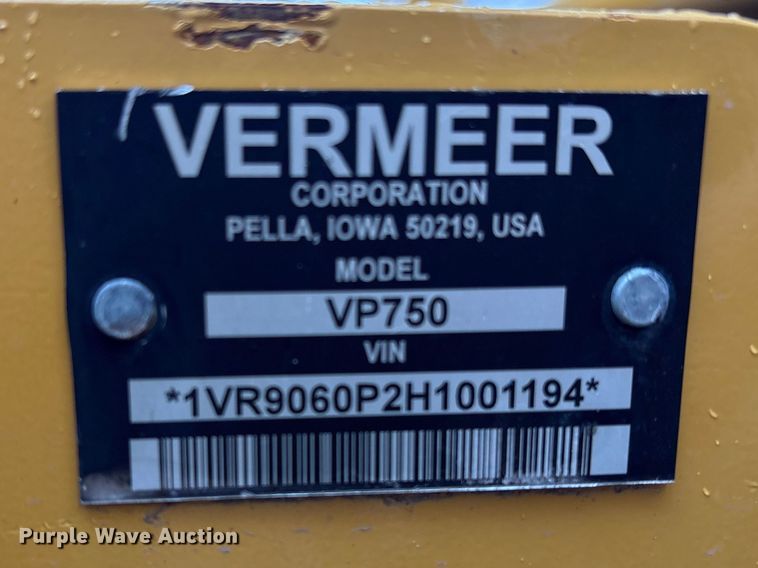 VERMEER
CORPORATION
PELLA, IOWA 50219, USA
MODEL
VP750
VIN
*1VR9060P2H1001194*
Purple Wave Auction